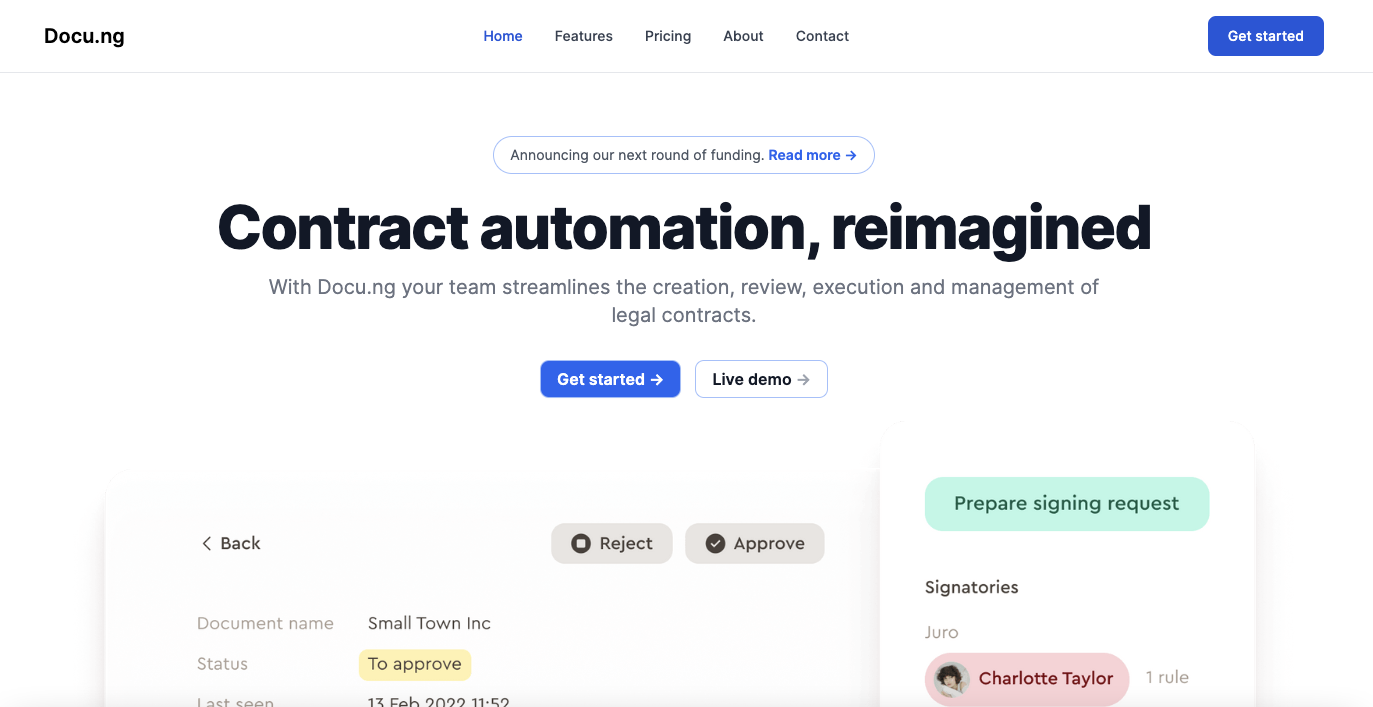 Docu.ng
Home Features Pricing About Contact
Get started
Announcing our next round of funding. Read more →
Contract automation, reimagined
With Docu.ng your team streamlines the creation, review, execution and management of
legal contracts.
Get started → Live demo →
Prepare signing request
Back Reject Approve
Signatories
Document name Small Town Inc
Juro
Status To approve
Charlotte Taylor 1 rule
Last seen 13 Feb 2022 11:52